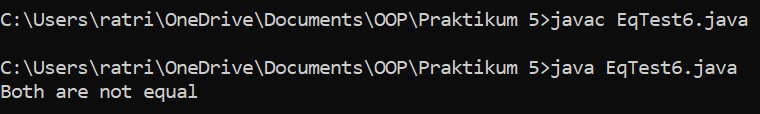 C:\Users\ratri\OneDrive\Documents\OOP\Praktikum 5>javac EqTest6.java
C:\Users\ratri\OneDrive\Documents\OOP\Praktikum 5>java EqTest6.java
Both are not equal